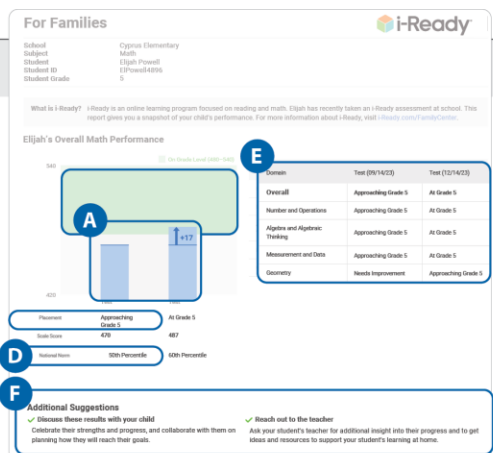 For Families
i-Ready
School Cyprus Elementary
Subject Math
Student Elijah Powell
Student ID ElPowell4896
Student Grade 5
What is i-Ready? i-Ready is an online learning program focused on reading and math. Elijah has recently taken an i-Ready assessment at school. This
report gives you a snapshot of your child's performance. For more information about i-Ready, visit i-Ready.com/FamilyCenter.
Elijah's Overall Math Performance
540
A
+17
420
Placement Approaching Grade 5 At Grade 5
Scale Score 470 487
D
National Norm 50th Percentile 60th Percentile
E
Domain Test (09/14/23) Test (12/14/23)
Overall Approaching Grade 5 At Grade 5
Number and Operations Approaching Grade 5 At Grade 5
Algebra and Algebraic Thinking Approaching Grade 5 At Grade 5
Measurement and Data Approaching Grade 5 At Grade 5
Geometry Needs Improvement Approaching Grade 5
F
Additional Suggestions
Discuss these results with your child
Celebrate their strengths and progress, and collaborate with them on
planning how they will reach their goals.
Reach out to the teacher
Ask your student's teacher for additional insight into their progress and to get
ideas and resources to support your student's learning at home.